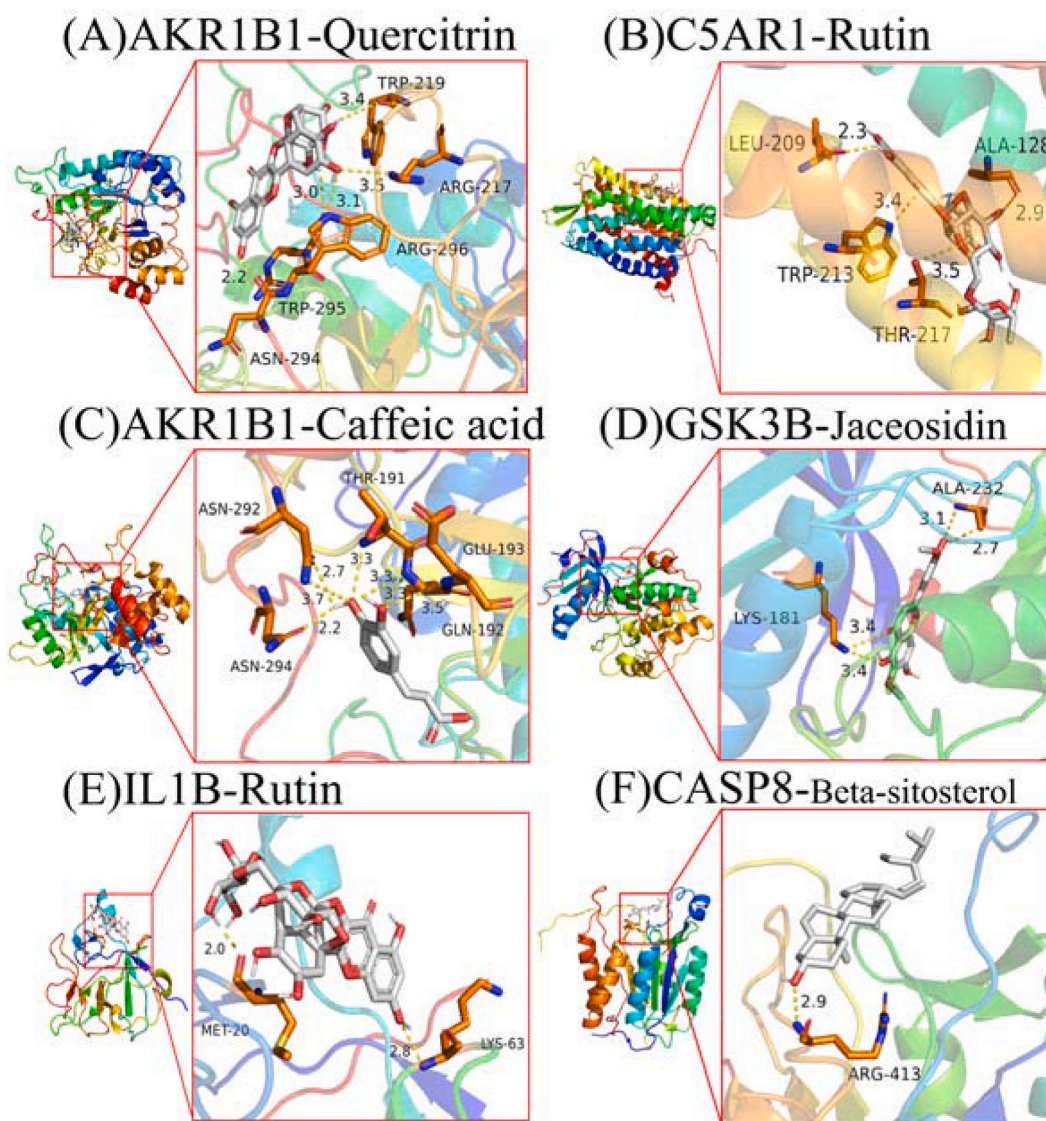 (A)AKR1B1-Quercitrin
TRP-219
3.4
3.0
3.5
3.1
ARG-217
ARG-296
2.2
TRP-295
ASN-294
(B)C5AR1-Rutin
LEU-209
2.3
ALA-128
3.4
2.9
TRP-213
3.5
THR-217
(C)AKR1B1-Caffeic acid
THR-191
ASN-292
3.3
GLU-193
2.7
3.3
3.7
3.3
3.5
2.2
GLN-192
ASN-294
(D)GSK3B-Jaceosidin
ALA-232
3.1
2.7
LYS-181
3.4
3.4
(E)IL1B-Rutin
2.0
MET-20
2.8
LYS-63
(F)CASP8-Beta-sitosterol
2.9
ARG-413